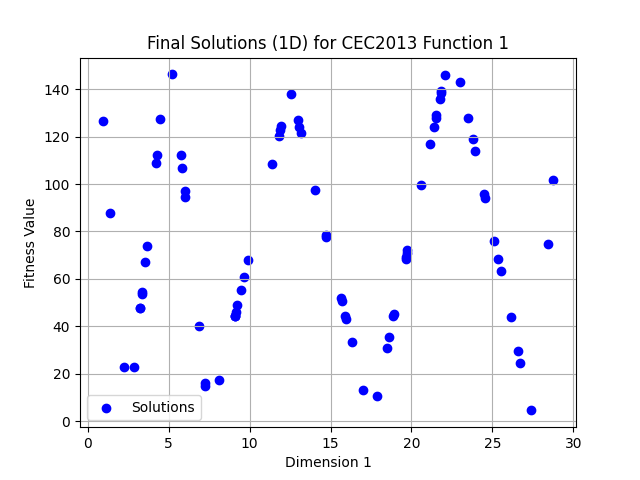 Final Solutions (1D) for CEC2013 Function 1
140
120
100
80
60
40
20
0
Fitness Value
Solutions
0 5 10 15 20 25 30
Dimension 1